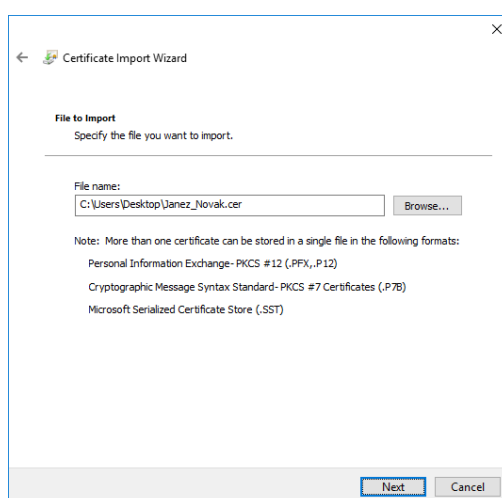 Certificate Import Wizard
File to Import
Specify the file you want to import.
File name:
C:\Users\Desktop\Janez_Novak.cer
Browse...
Note: More than one certificate can be stored in a single file in the following formats:
Personal Information Exchange- PKCS #12 (.PFX,.P12)
Cryptographic Message Syntax Standard- PKCS #7 Certificates (.P7B)
Microsoft Serialized Certificate Store (.SST)
Next Cancel